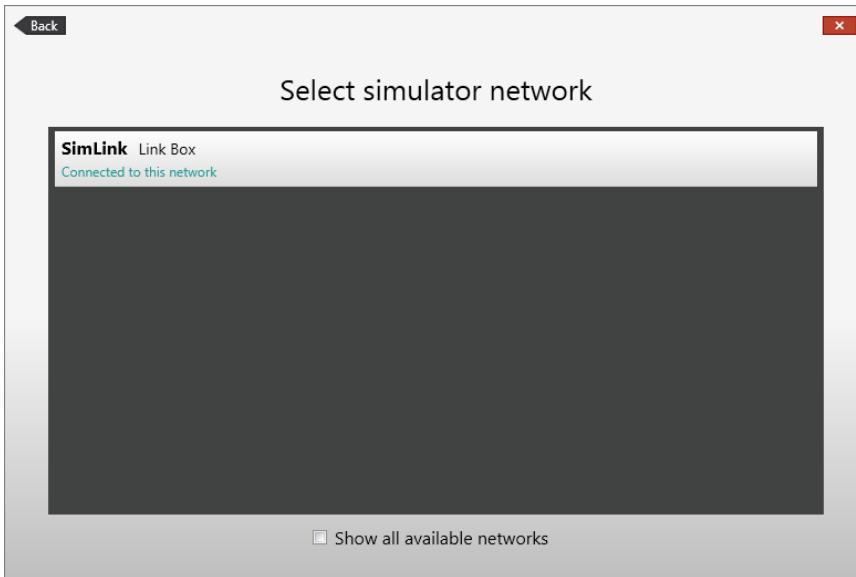 Back
Select simulator network
SimLink Link Box
Connected to this network
Show all available networks